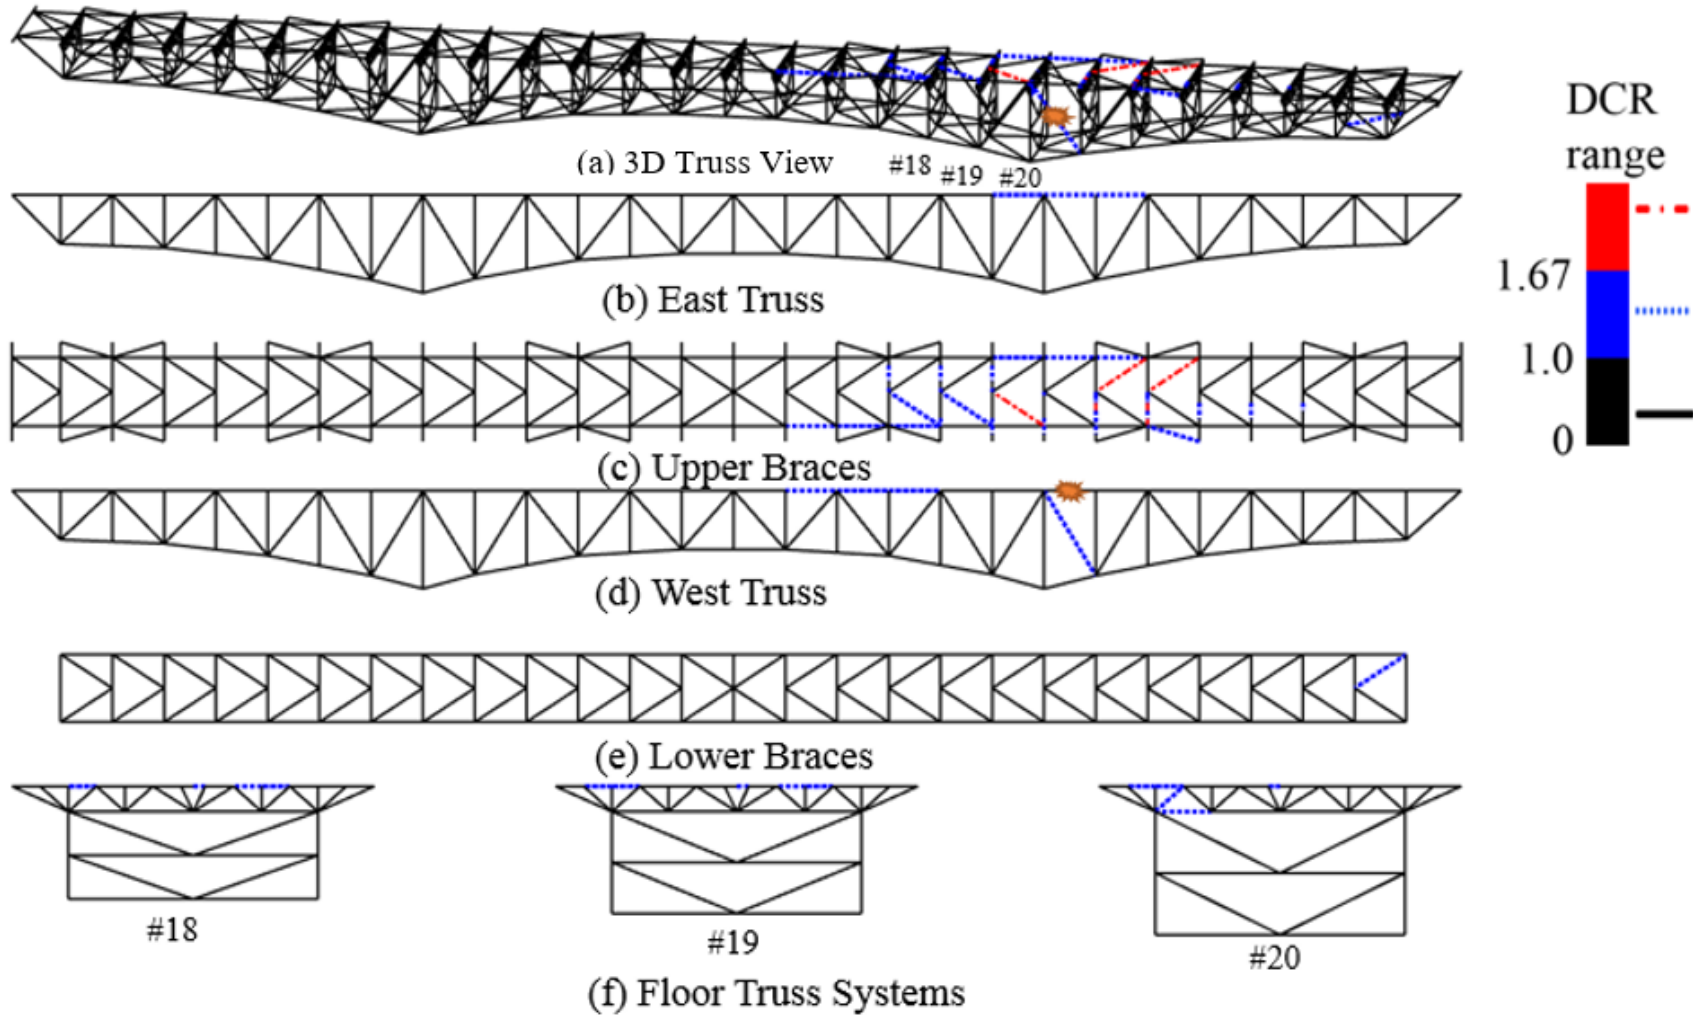 DCR
range
(a) 3D Truss View
#18
#19
#20
(b) East Truss
1.67
1.0
0
(c) Upper Braces
(d) West Truss
(e) Lower Braces
#18
#19
#20
(f) Floor Truss Systems